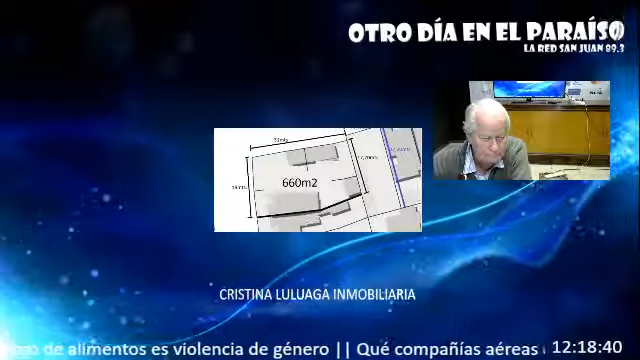 OTRO DÍA EN EL PARAÍSO
LA RED SAN JUAN 89.3
660m2
CRISTINA LULUAGA INMOBILIARIA
de alimentos es violencia de género || Qué compañías aéreas
12:18:40